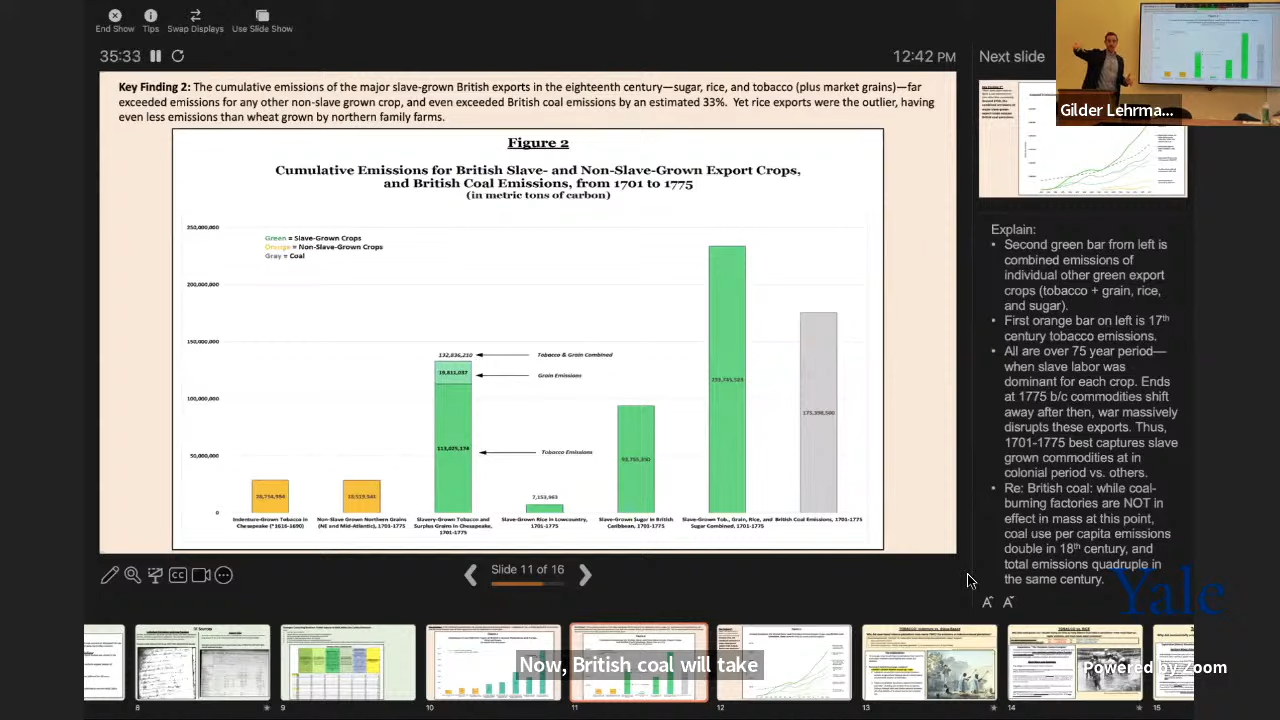 End Show
Tips
Swap Displays
Use Slide Show
35:33
12:42 PM
Next slide
Gilder Lehrma...
Key Finding 2: The cumulative emissions of the major slave-grown British exports in the eighteenth century—sugar, rice, and tobacco (plus market grains)—far
exceeded emissions for any other non-slave grown crop, and even exceeded British coal emissions by an estimated 33%. Yet rice exports were the outlier, having
even less emissions than wheat grown by northern family farms.
Figure 2
Cumulative Emissions for British Slave- and Non-Slave-Grown Export Crops,
and British Coal Emissions, from 1701 to 1775
(in metric tons of carbon)
250,000,000
200,000,000
150,000,000
100,000,000
50,000,000
0
Green = Slave-Grown Crops
Orange = Non-Slave-Grown Crops
Gray = Coal
132,836,210
Tobacco & Grain Combined
Grain Emissions
Tobacco Emissions
7,153,963
Indenture-Grown Tobacco in
Chesapeake (*1616-1690)
Non-Slave Grown Northern Grains
(NE and Mid-Atlantic), 1701-1775
Slavery-Grown Tobacco and
Surplus Grains in Chesapeake,
1701-1775
Slave-Grown Rice in Lowcountry,
1701-1775
Slave-Grown Sugar in British
Caribbean, 1701-1775
Slave-Grown Tob., Grain, Rice, and
Sugar Combined, 1701-1775
British Coal Emissions, 1701-1775
Explain:
• Second green bar from left is
combined emissions of
individual other green export
crops (tobacco + grain, rice,
and sugar).
• First orange bar on left is 17th
century tobacco emissions.
• All are over 75 year period—
when slave labor was
dominant for each crop. Ends
at 1775 b/c commodities shift
away after then, war massively
disrupts these exports. Thus,
1701-1775 best captures slave
grown commodities at in
colonial period vs. others.
• Re: British coal: while coal-
burning factories are NOT in
effect in mass at this point,
coal use per capita emissions
double in 18th century, and
total emissions quadruple in
the same century.
Slide 11 of 16
Yale
Now, British coal will take
Powered by Zoom
8
9
10
11
12
13
14
15